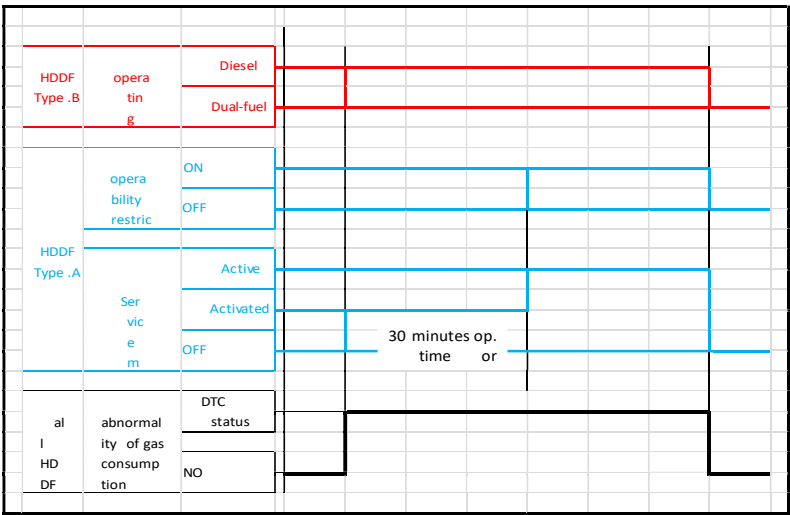 HDDF
Type .B
opera
tin
g
Diesel
Dual-fuel
HDDF
Type .A
opera
bility
restric
ON
OFF
Ser
vic
e
m
Active
Activated
OFF
30 minutes op.
time or
al
l
HD
DF
abnormal
ity of gas
consump
tion
DTC
status
NO